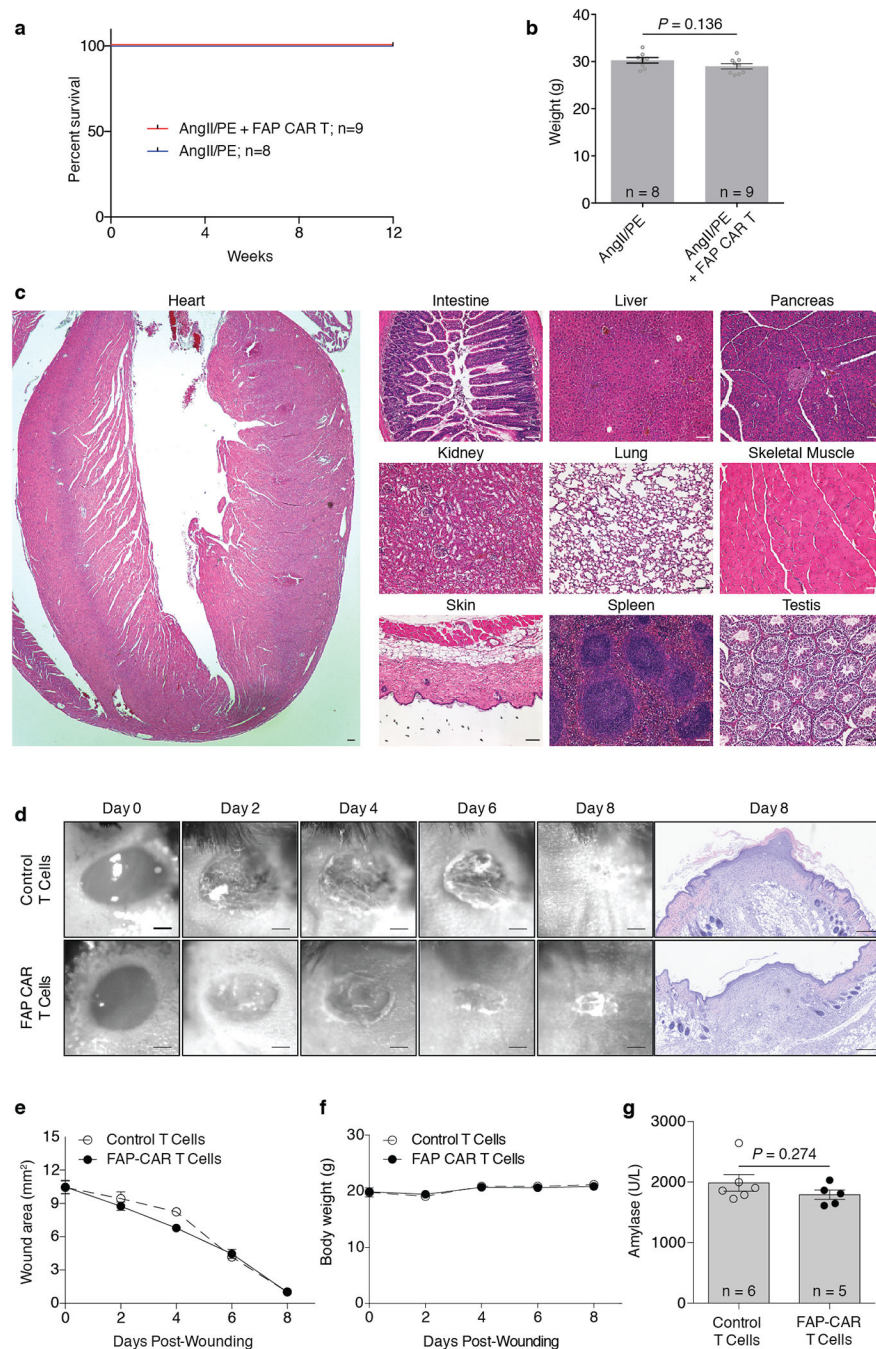 a
Percent survival
100
50
0
AngII/PE + FAP CAR T; n=9
AngII/PE; n=8
0 4 8 12
Weeks
b
Weight (g)
40
30
20
10
0
P = 0.136
n = 8 n = 9
AngII/PE
AngII/PE
+ FAP CAR T
c
Heart
Intestine Liver Pancreas
Kidney Lung Skeletal Muscle
Skin Spleen Testis
d
Day 0 Day 2 Day 4 Day 6 Day 8 Day 8
Control
T Cells
FAP CAR
T Cells
e
Wound area (mm²)
15
12
9
6
3
0
Control T Cells
FAP-CAR T Cells
0 2 4 6 8
Days Post-Wounding
f
Body weight (g)
30
20
10
0
Control T Cells
FAP CAR T Cells
0 2 4 6 8
Days Post-Wounding
g
Amylase (U/L)
3000
2000
1000
0
P = 0.274
n = 6 n = 5
Control
T Cells
FAP-CAR
T Cells